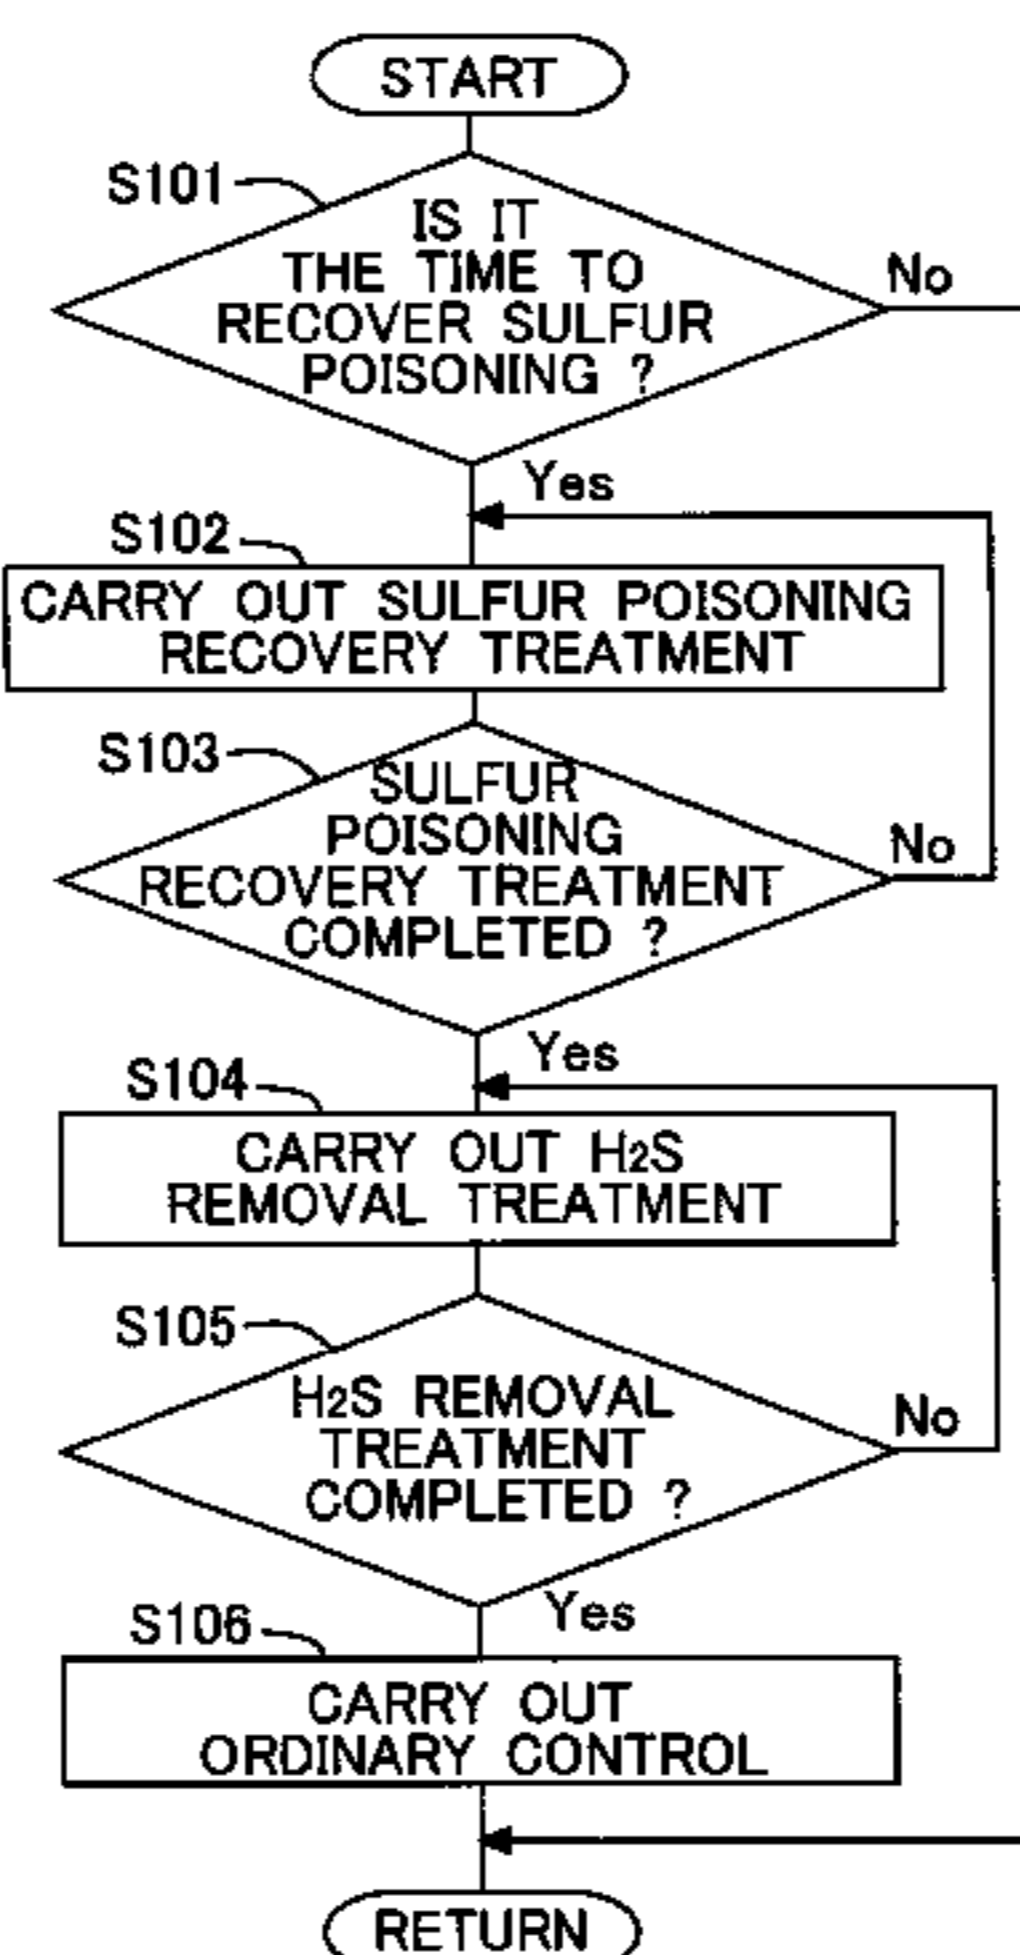 START
S101
IS IT
THE TIME TO
RECOVER SULFUR
POISONING ?
No
Yes
S102
CARRY OUT SULFUR POISONING
RECOVERY TREATMENT
S103
SULFUR
POISONING
RECOVERY TREATMENT
COMPLETED ?
No
Yes
S104
CARRY OUT H₂S
REMOVAL TREATMENT
S105
H₂S REMOVAL
TREATMENT
COMPLETED ?
No
Yes
S106
CARRY OUT
ORDINARY CONTROL
RETURN